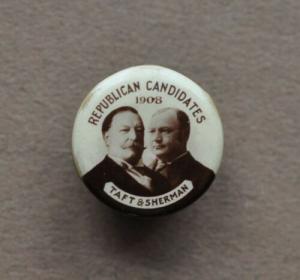 REPUBLICAN CANDIDATES
1908
TAFT & SHERMAN